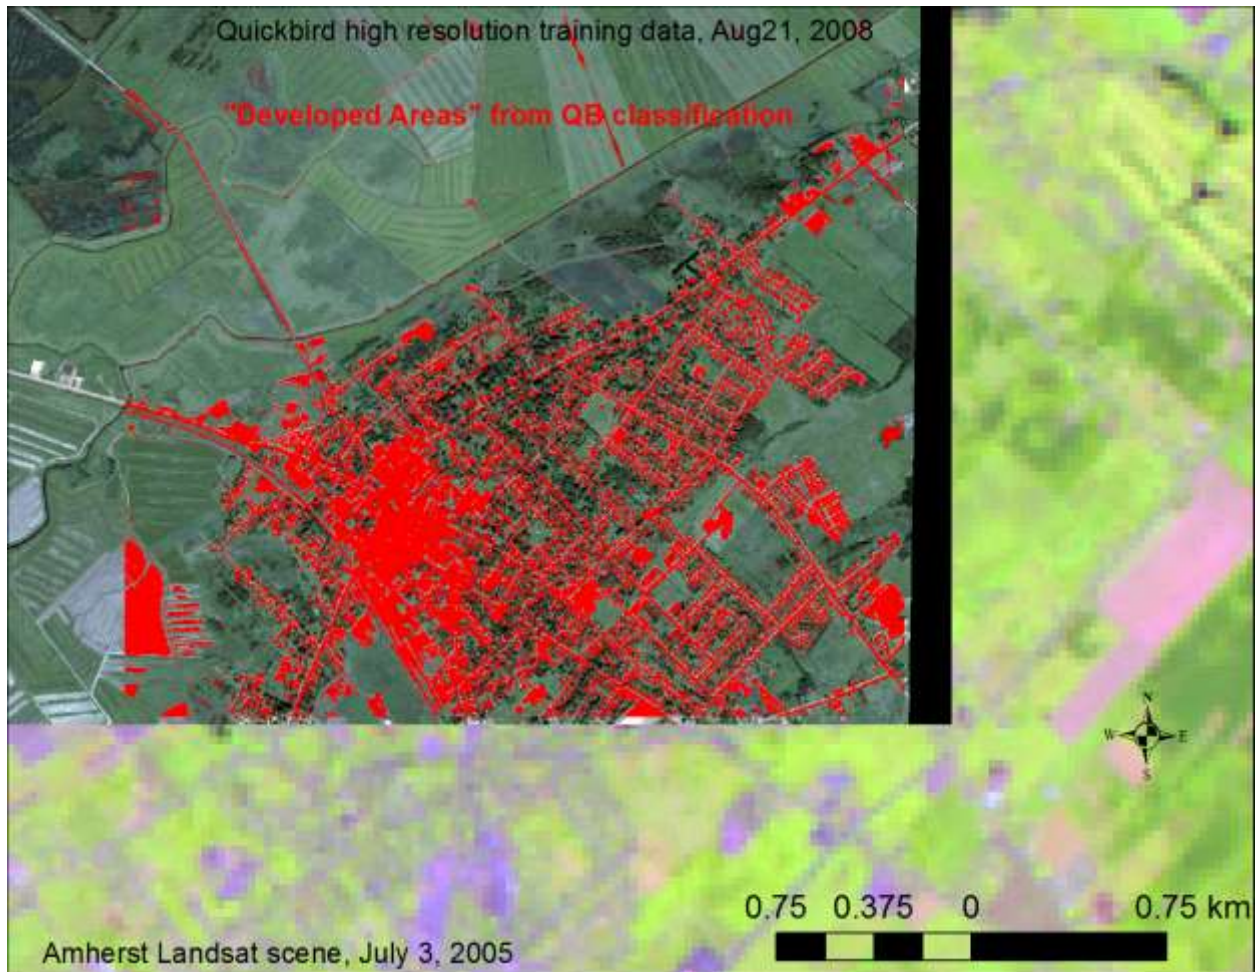 Quickbird high resolution training data, Aug21, 2008
"Developed Areas" from QB classification
N
W E
S
0.75 0.375 0 0.75 km
Amherst Landsat scene, July 3, 2005